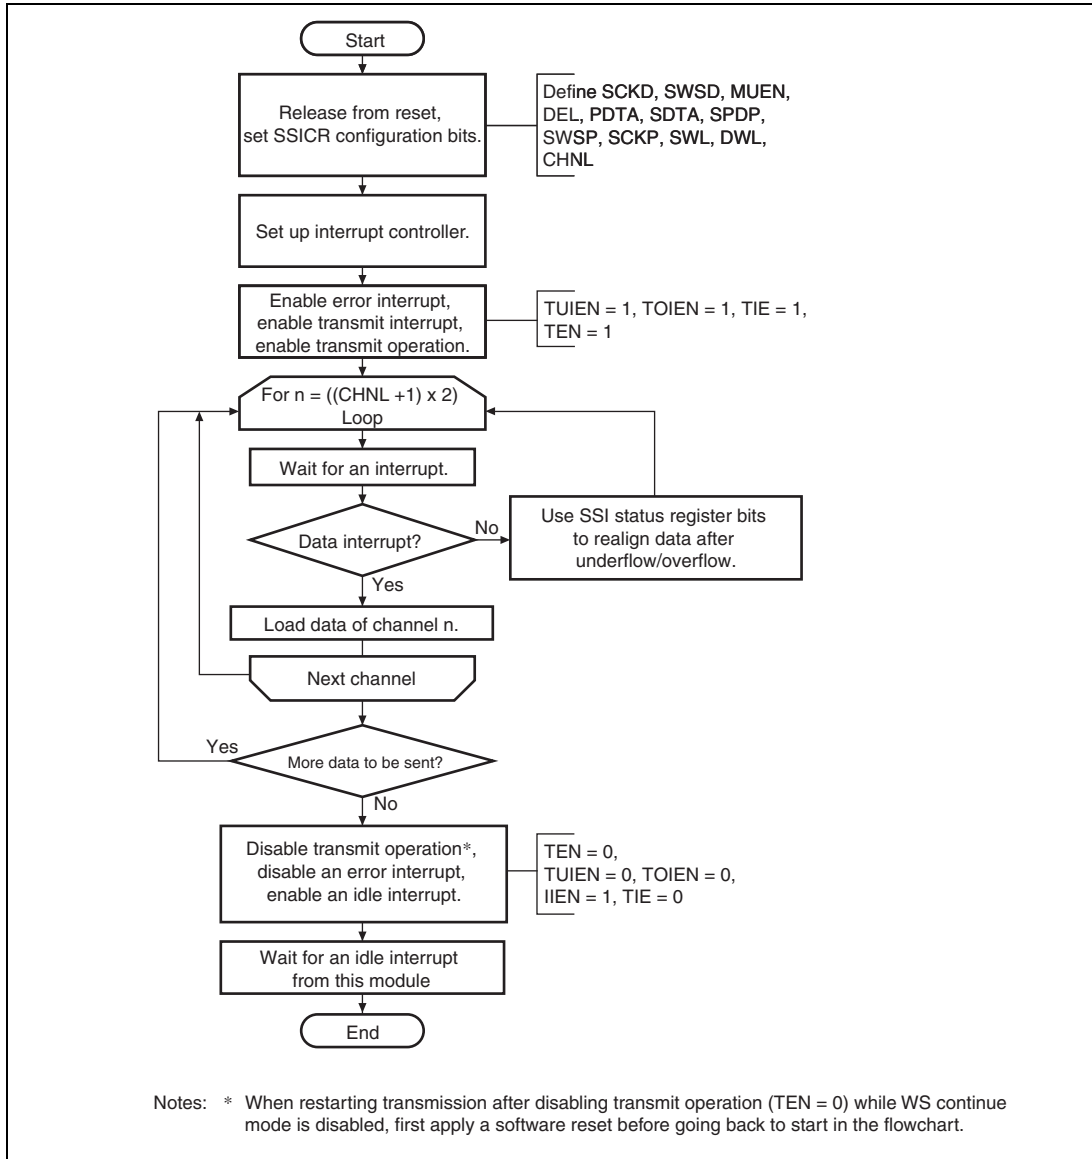 Start
Release from reset,
set SSICR configuration bits.
Define SCKD, SWSD, MUEN,
DEL, PDTA, SDTA, SPDP,
SWSP, SCKP, SWL, DWL,
CHNL
Set up interrupt controller.
Enable error interrupt,
enable transmit interrupt,
enable transmit operation.
TUIEN = 1, TOIEN = 1, TIE = 1,
TEN = 1
For n = ((CHNL +1) x 2)
Loop
Wait for an interrupt.
Data interrupt?
No
Use SSI status register bits
to realign data after
underflow/overflow.
Yes
Load data of channel n.
Next channel
Yes
More data to be sent?
No
Disable transmit operation*,
disable an error interrupt,
enable an idle interrupt.
TEN = 0,
TUIEN = 0, TOIEN = 0,
IIEN = 1, TIE = 0
Wait for an idle interrupt
from this module
End
Notes: * When restarting transmission after disabling transmit operation (TEN = 0) while WS continue
mode is disabled, first apply a software reset before going back to start in the flowchart.